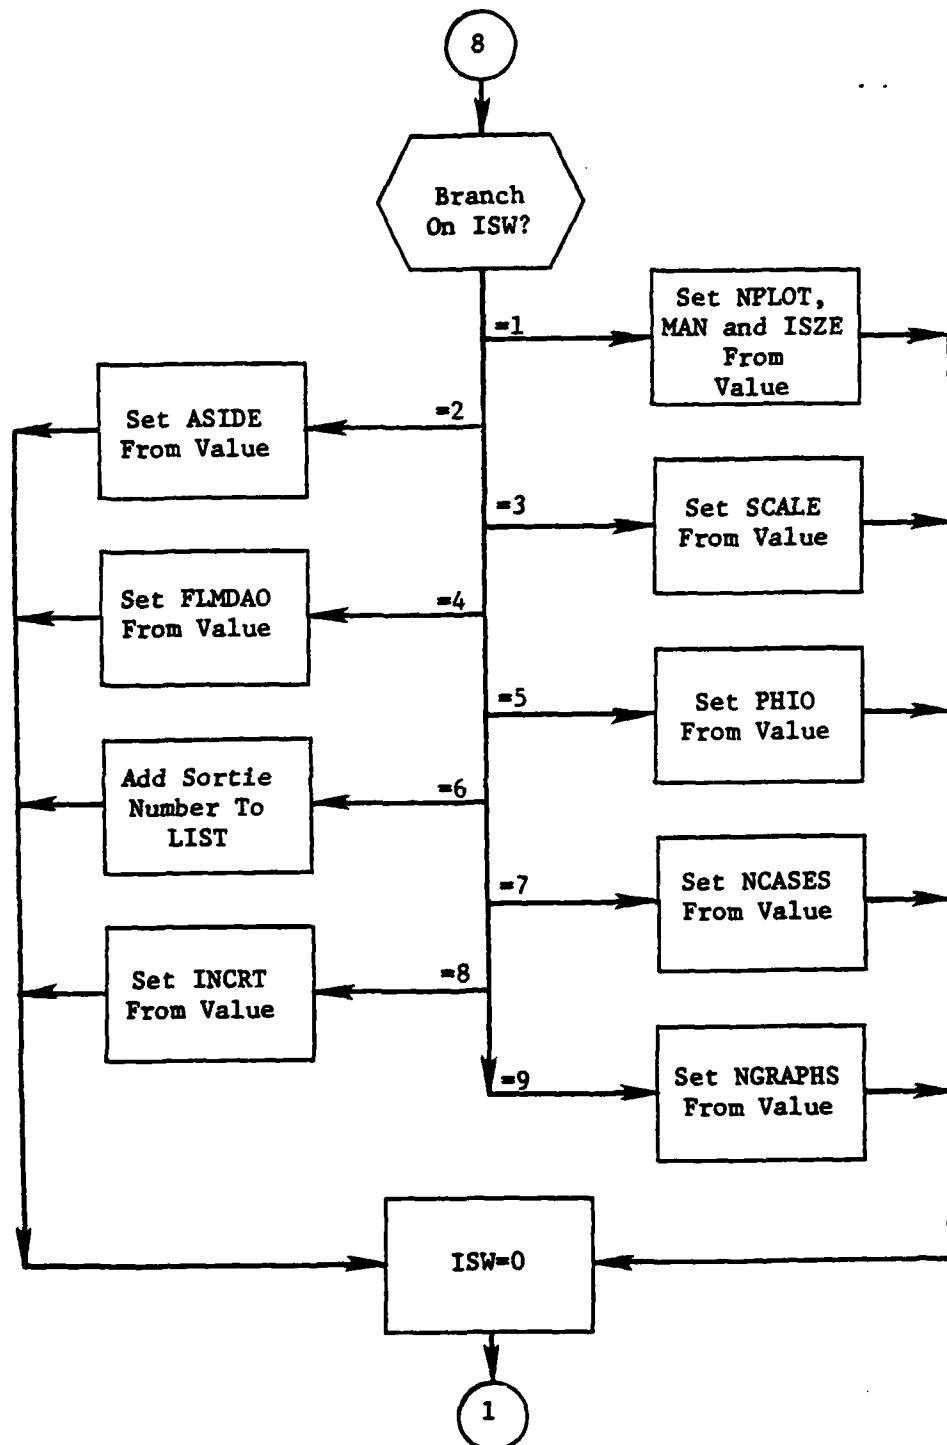 8
Branch
On ISW?
=1
Set NPLOT,
MAN and ISZE
From
Value
=2
Set ASIDE
From Value
=3
Set SCALE
From Value
=4
Set FLMDAO
From Value
=5
Set PHIO
From Value
=6
Add Sortie
Number To
LIST
=7
Set NCASES
From Value
=8
Set INCRT
From Value
=9
Set NGRAPHS
From Value
ISW=0
1